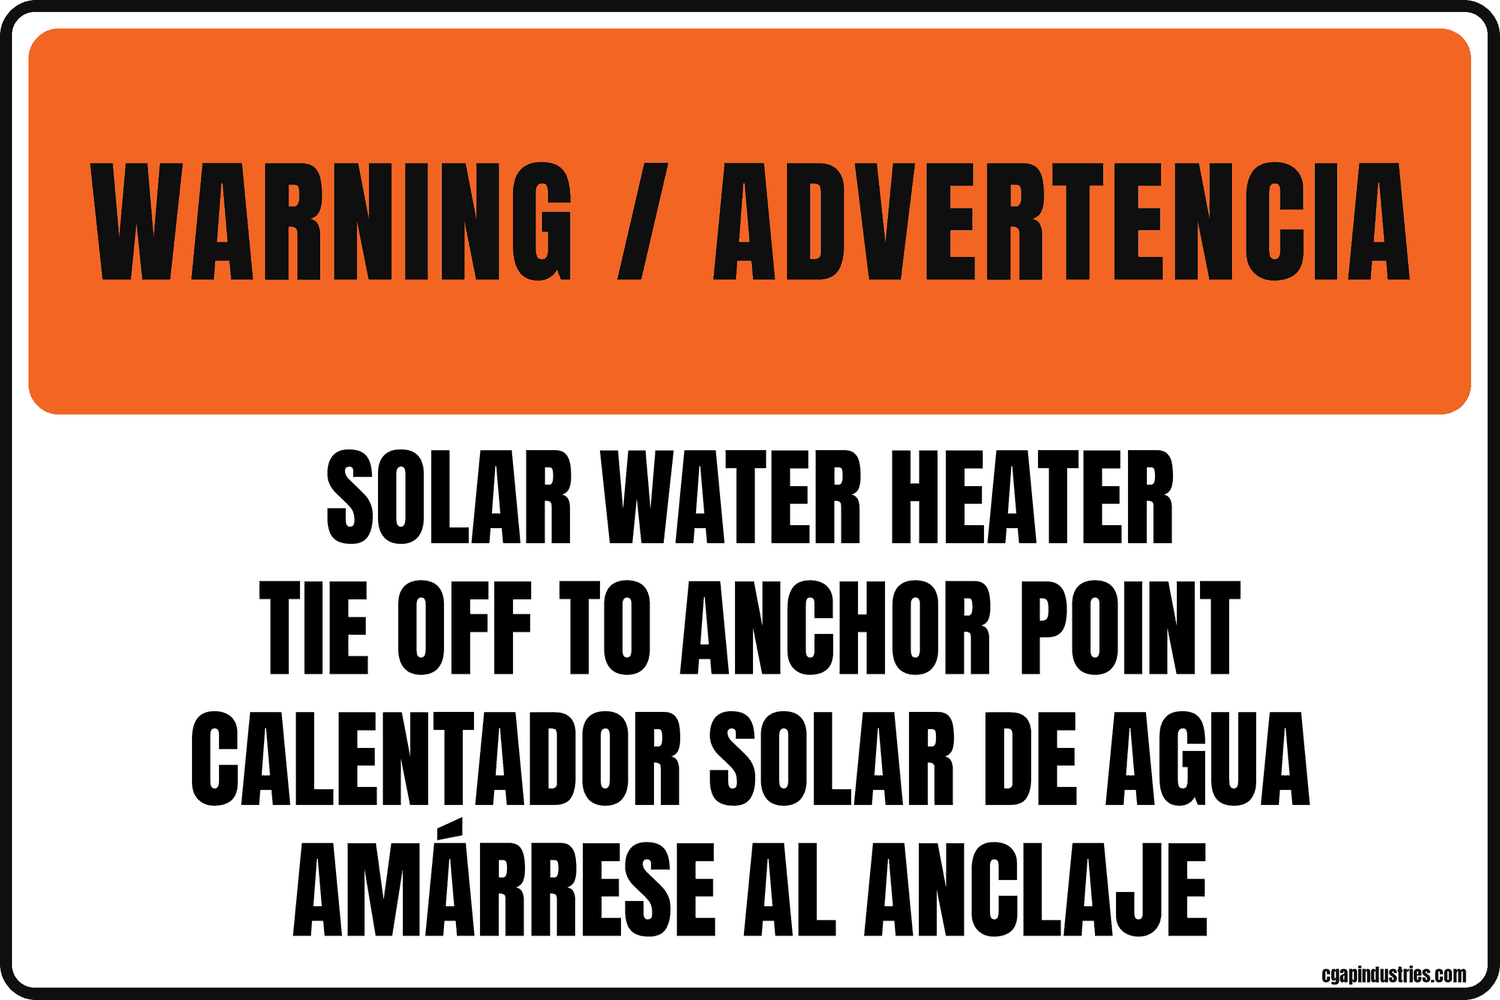 WARNING / ADVERTENCIA
SOLAR WATER HEATER
TIE OFF TO ANCHOR POINT
CALENTADOR SOLAR DE AGUA
AMÁRRESE AL ANCLAJE
cgapindustries.com